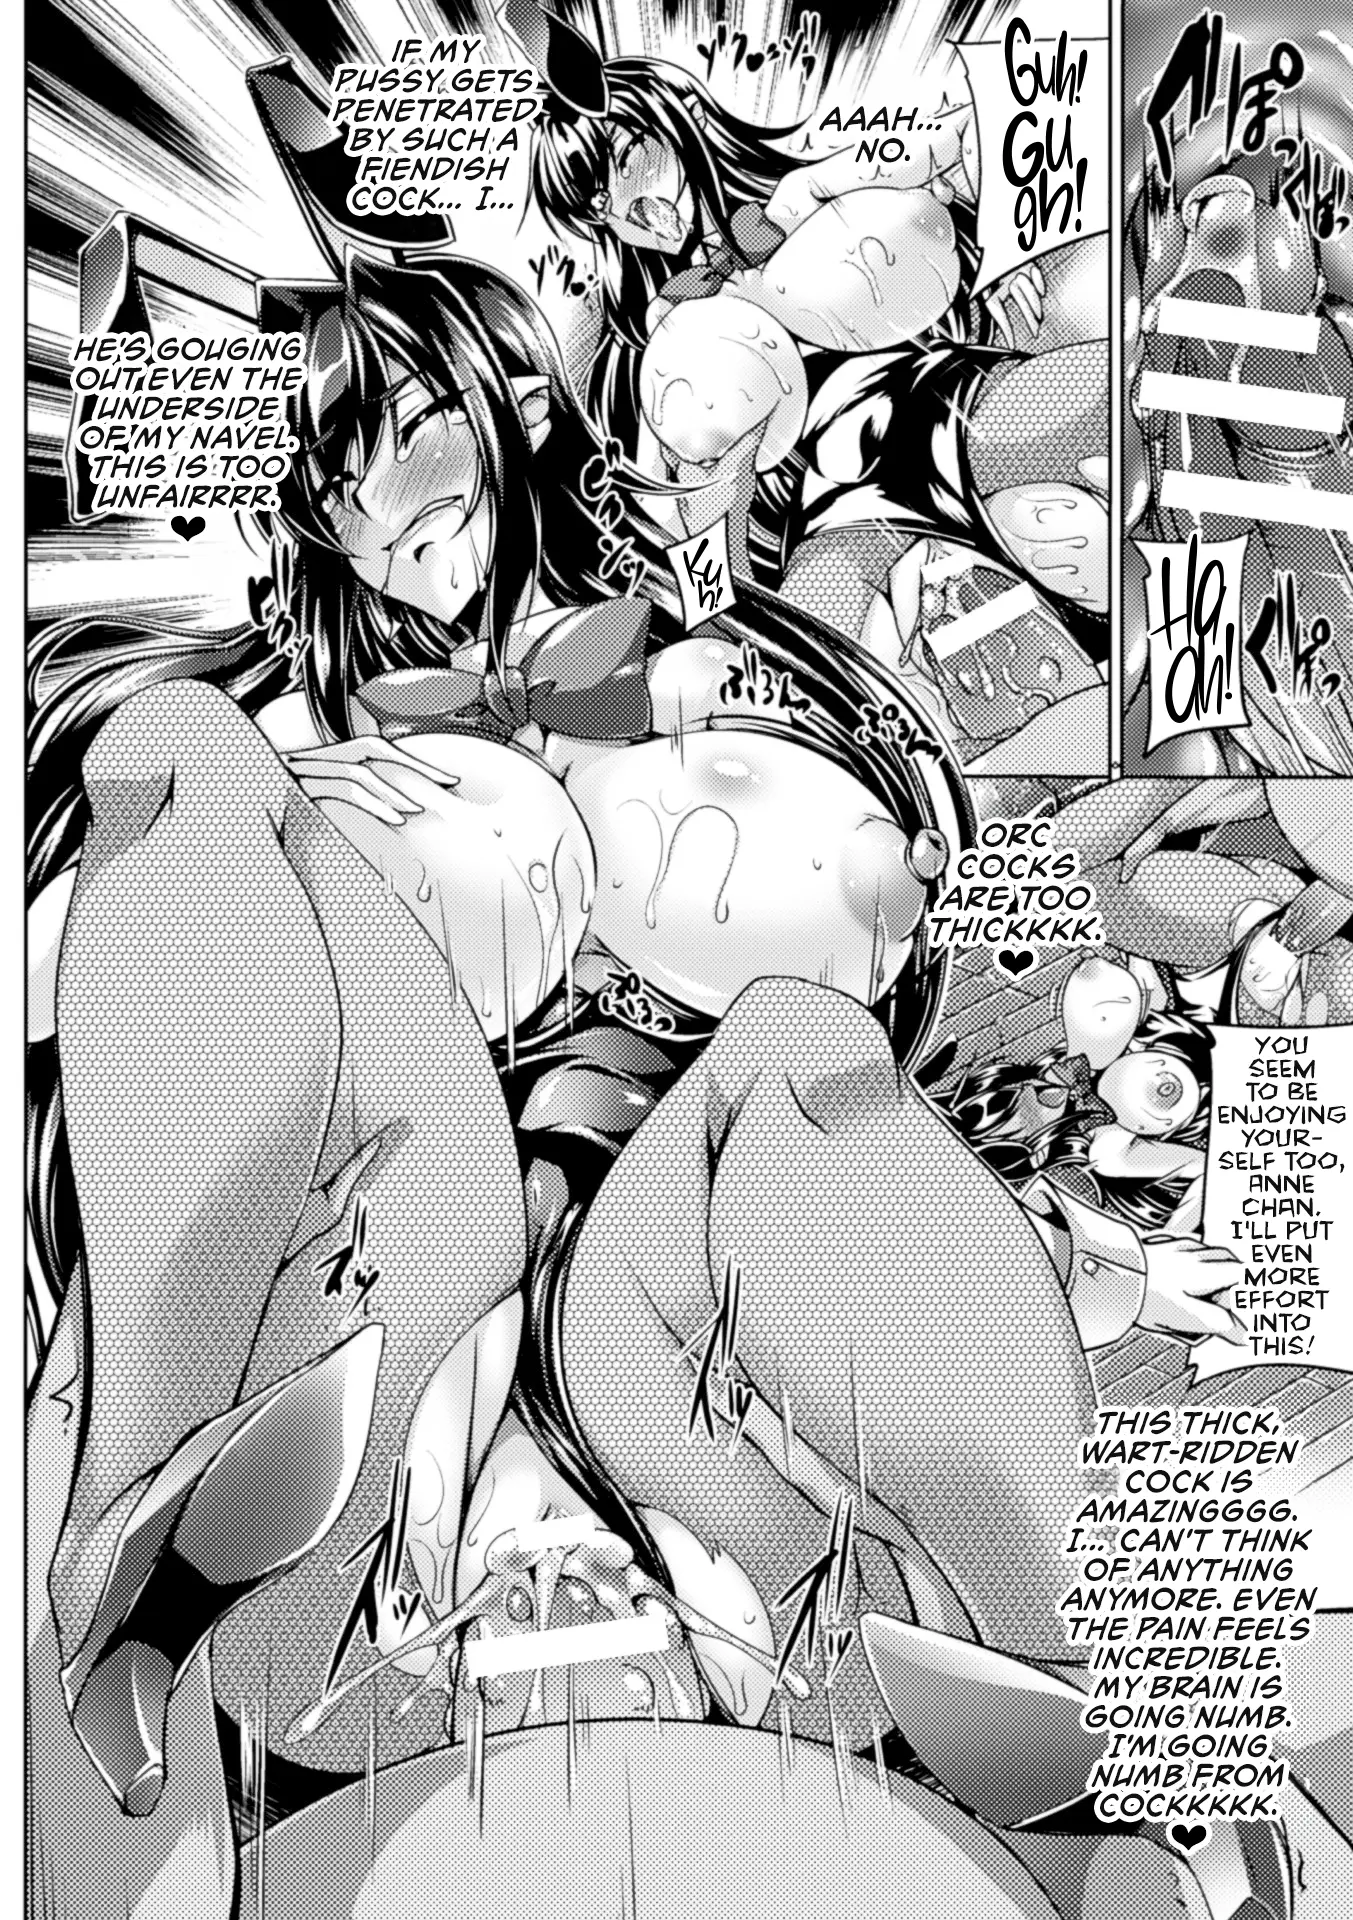 Guh!
Gu
gh!
AAAH...
NO.
IF MY
PUSSY GETS
PENETRATED
BY SUCH A
FIENDISH
COCK... I...
Ha
ah!
HE'S GOUGING
OUT EVEN THE
UNDERSIDE
OF MY NAVEL.
THIS IS TOO
UNFAIRRRR.
♥
Ku
h!
ORC
COCKS
ARE TOO
THICKKKK.
♥
YOU
SEEM
TO BE
ENJOYING
YOUR-
SELF TOO,
ANNE
CHAN.
I'LL PUT
EVEN
MORE
EFFORT
INTO
THIS!
THIS THICK,
WART-RIDDEN
COCK IS
AMAZINGGGG.
I... CAN'T THINK
OF ANYTHING
ANYMORE. EVEN
THE PAIN FEELS
INCREDIBLE.
MY BRAIN IS
GOING NUMB.
I'M GOING
NUMB FROM
COCKKKKK.
♥